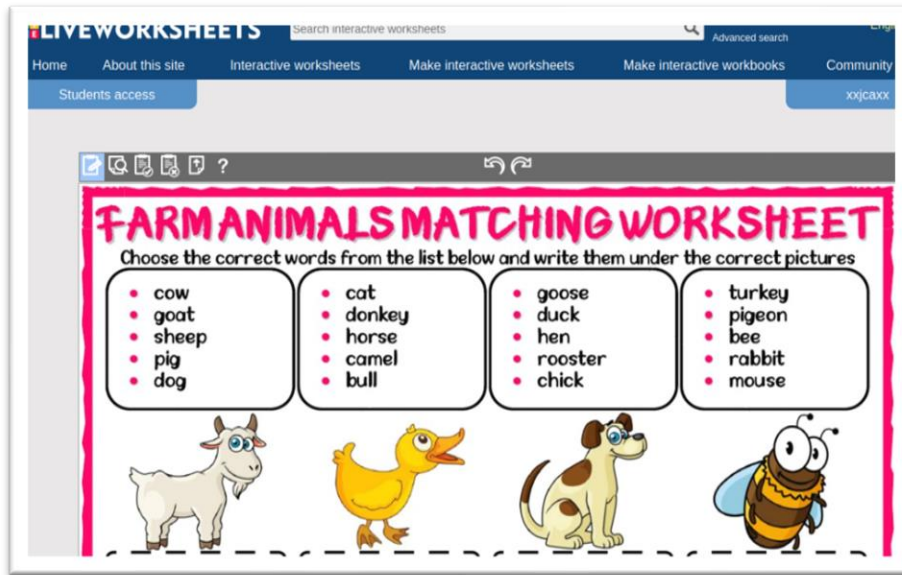 LIVEWORKSHEETS
Search interactive worksheets
Advanced search
Home About this site Interactive worksheets Make interactive worksheets Make interactive workbooks Community
Students access xxjcaxx
?
FARM ANIMALS MATCHING WORKSHEET
Choose the correct words from the list below and write them under the correct pictures
• cow
• goat
• sheep
• pig
• dog
• cat
• donkey
• horse
• camel
• bull
• goose
• duck
• hen
• rooster
• chick
• turkey
• pigeon
• bee
• rabbit
• mouse